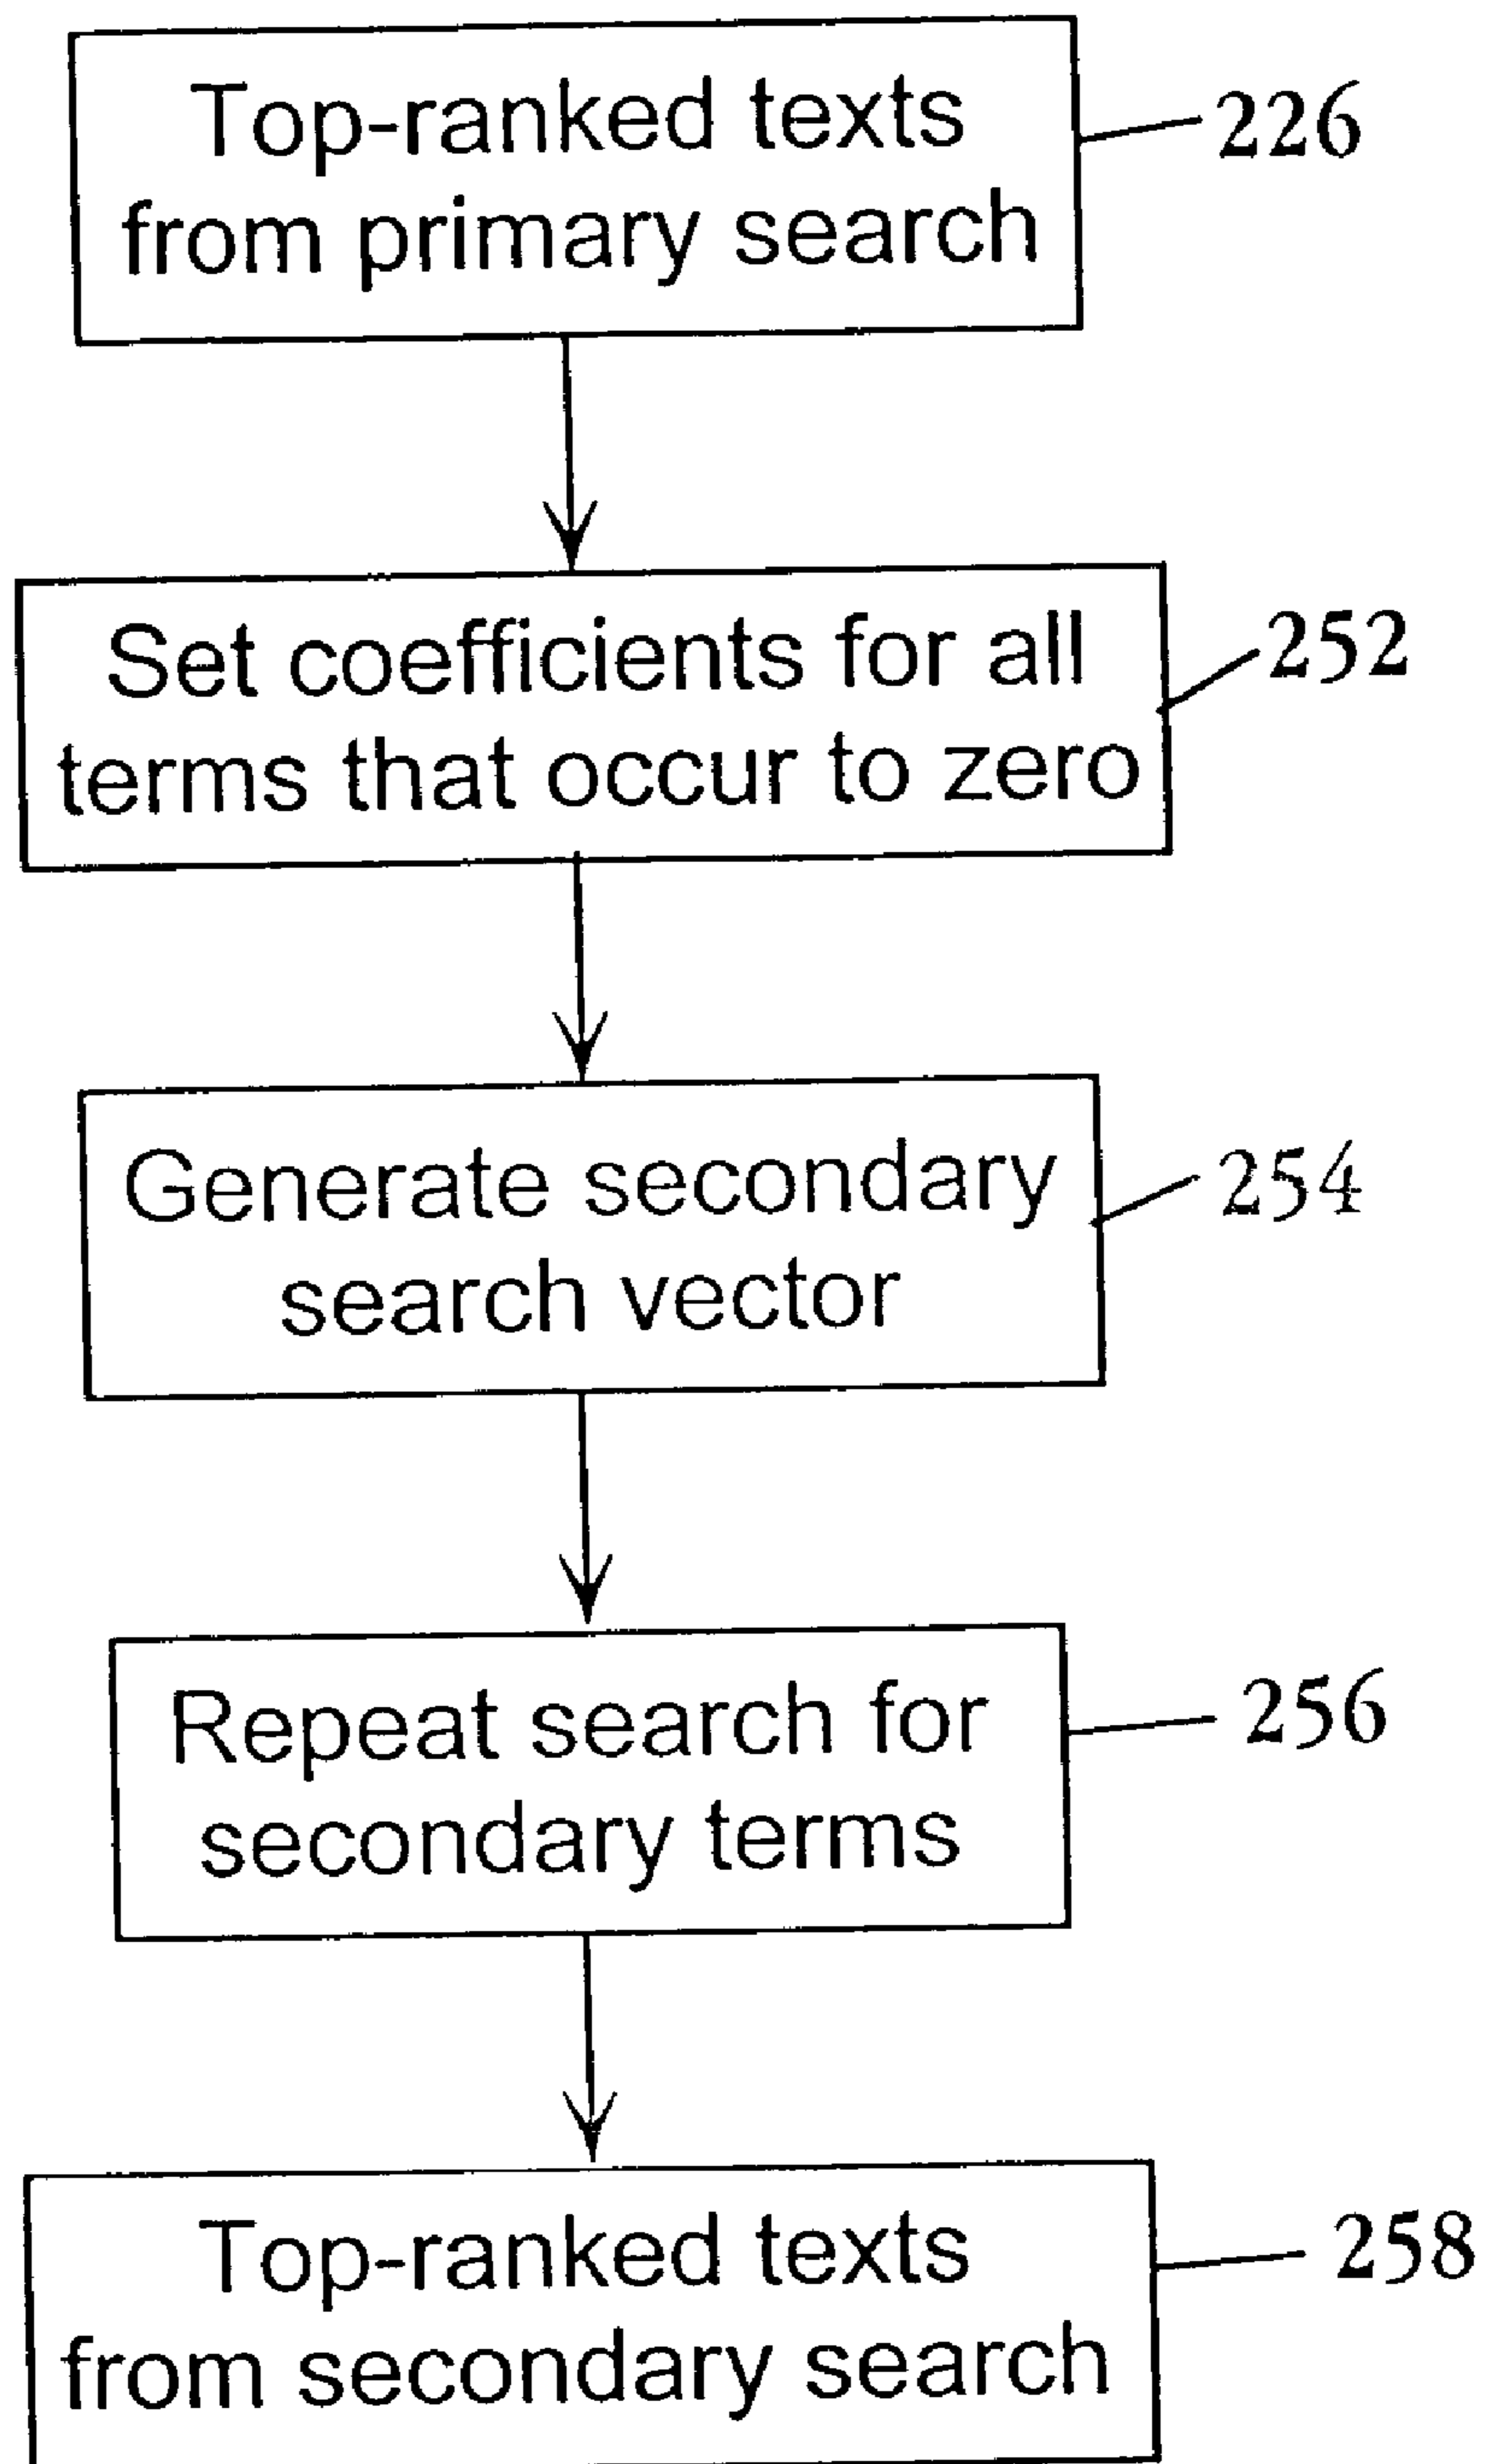 Top-ranked texts
from primary search
226
Set coefficients for all
terms that occur to zero
252
Generate secondary
search vector
254
Repeat search for
secondary terms
256
Top-ranked texts
from secondary search
258